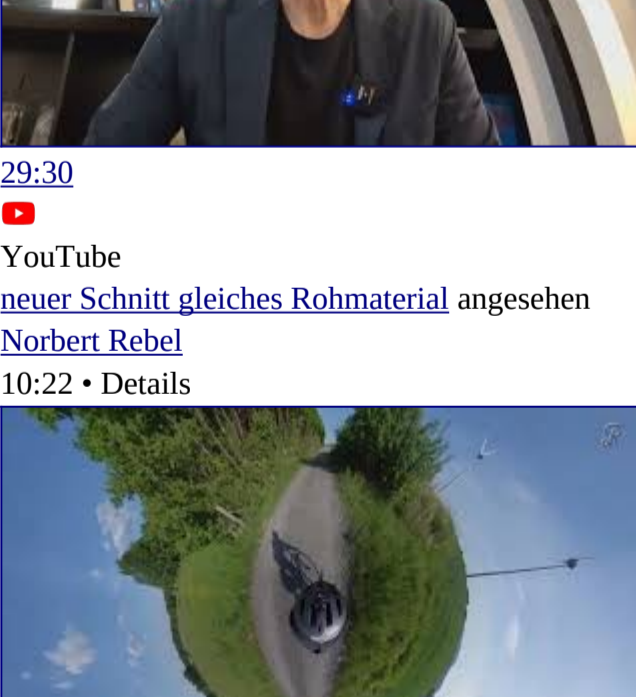 29:30
YouTube
neuer Schnitt gleiches Rohmaterial angesehen
Norbert Rebel
10:22 • Details